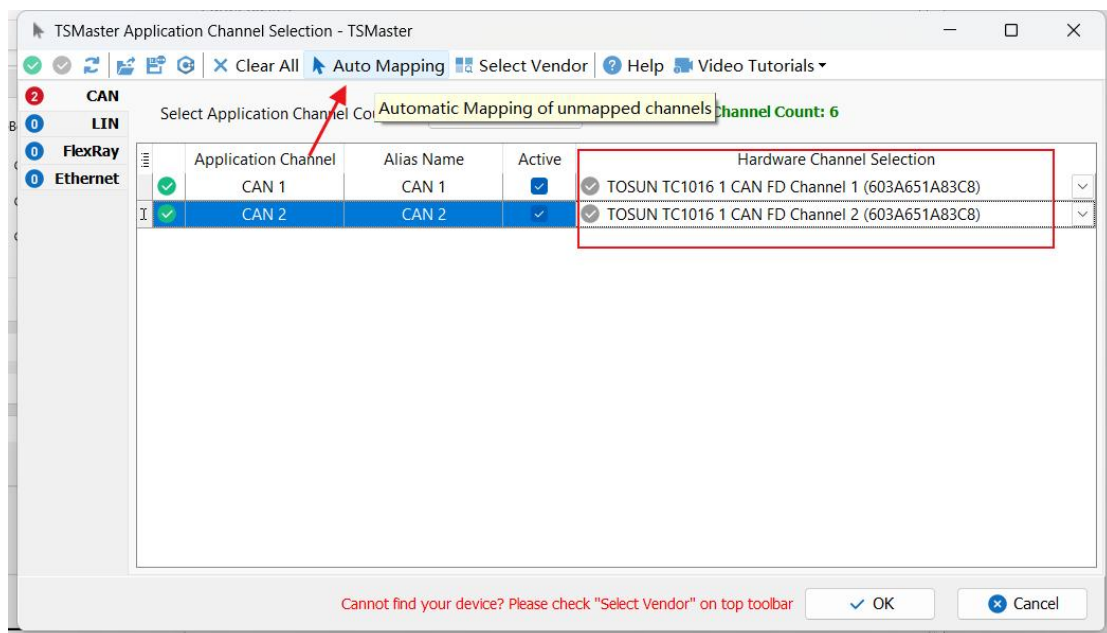 TSMaster Application Channel Selection - TSMaster
Clear All Auto Mapping Select Vendor Help Video Tutorials
2 CAN
Select Application Channel Automatic Mapping of unmapped channels Channel Count: 6
0 LIN
0 FlexRay
Application Channel Alias Name Active Hardware Channel Selection
0 Ethernet
CAN 1 CAN 1 TOSUN TC1016 1 CAN FD Channel 1 (603A651A83C8)
CAN 2 CAN 2 TOSUN TC1016 1 CAN FD Channel 2 (603A651A83C8)
Cannot find your device? Please check "Select Vendor" on top toolbar OK Cancel